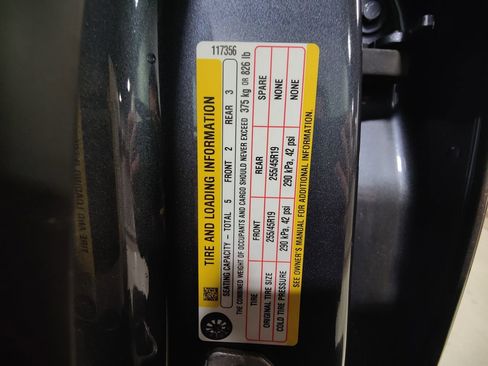 117356
TIRE AND LOADING INFORMATION
SEATING CAPACITY – TOTAL 5 FRONT 2 REAR 3
THE COMBINED WEIGHT OF OCCUPANTS AND CARGO SHOULD NEVER EXCEED 375 kg OR 826 lb
TIRE FRONT REAR SPARE
ORIGINAL TIRE SIZE 255/45R19 255/45R19 NONE
COLD TIRE PRESSURE 290 kPa, 42 psi 290 kPa, 42 psi NONE
SEE OWNER'S MANUAL FOR ADDITIONAL INFORMATION.